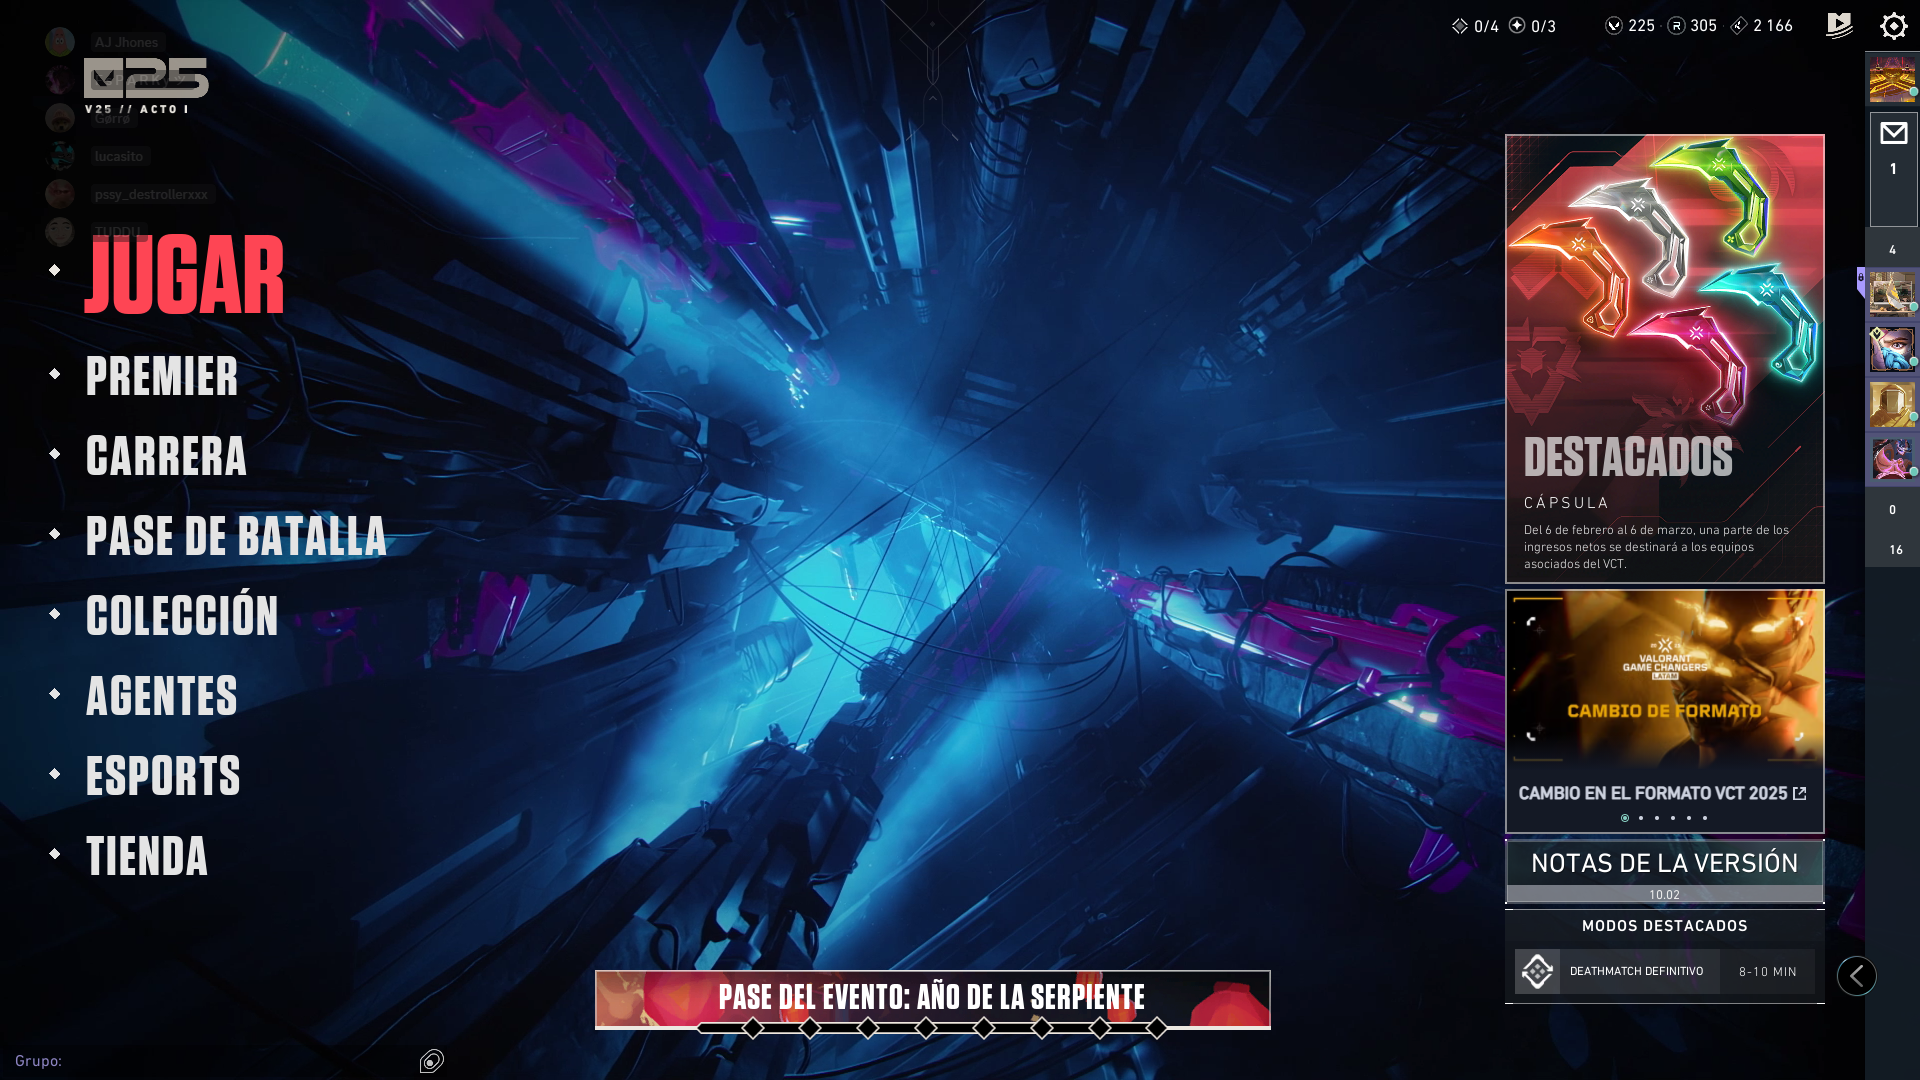 AJ Jhones
V25 // ACTO I
Gørrø
lucasito
pssy_destrollerxxx
TUDDU
JUGAR
PREMIER
CARRERA
PASE DE BATALLA
COLECCIÓN
AGENTES
ESPORTS
TIENDA
Grupo:
PASE DEL EVENTO: AÑO DE LA SERPIENTE
0/4 0/3 225 305 2 166
DESTACADOS
CÁPSULA
Del 6 de febrero al 6 de marzo, una parte de los
ingresos netos se destinará a los equipos
asociados del VCT.
VALORANT
GAME CHANGERS
LATAM
CAMBIO DE FORMATO
CAMBIO EN EL FORMATO VCT 2025
NOTAS DE LA VERSIÓN
10.02
MODOS DESTACADOS
DEATHMATCH DEFINITIVO 8-10 MIN
1
4
0
16